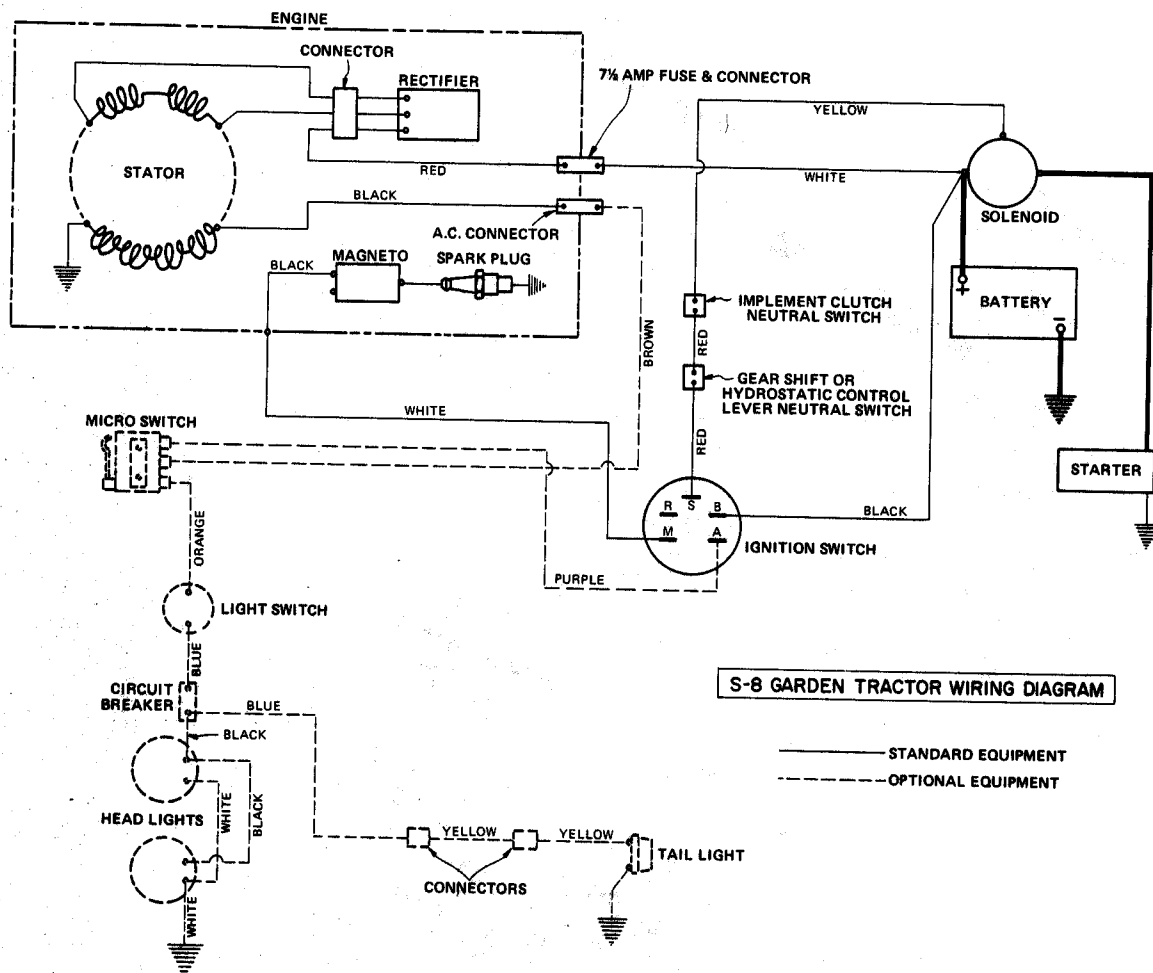 ENGINE
CONNECTOR
RECTIFIER
7½ AMP FUSE & CONNECTOR
YELLOW
STATOR
RED
WHITE
BLACK
SOLENOID
A.C. CONNECTOR
BLACK
MAGNETO
SPARK PLUG
+
BATTERY
–
IMPLEMENT CLUTCH
NEUTRAL SWITCH
BROWN
RED
GEAR SHIFT OR
HYDROSTATIC CONTROL
LEVER NEUTRAL SWITCH
WHITE
MICRO SWITCH
RED
STARTER
R
S
B
M
A
BLACK
IGNITION SWITCH
ORANGE
PURPLE
LIGHT SWITCH
BLUE
CIRCUIT
BREAKER
BLUE
BLACK
S-8 GARDEN TRACTOR WIRING DIAGRAM
STANDARD EQUIPMENT
OPTIONAL EQUIPMENT
HEAD LIGHTS
WHITE
BLACK
YELLOW
YELLOW
TAIL LIGHT
CONNECTORS
WHITE